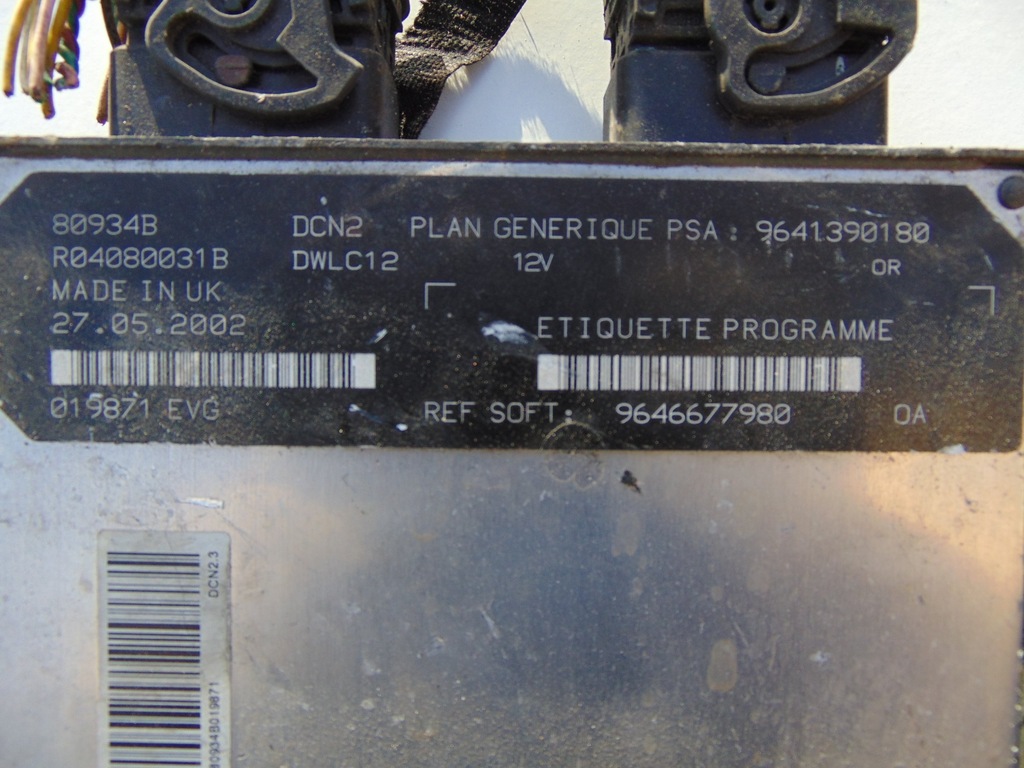 80934B DCN2 PLAN GENERIQUE PSA : 9641390180
R04080031B DWLC12 12V OR
MADE IN UK
27.05.2002 ETIQUETTE PROGRAMME
019871 EVG REF SOFT: 9646677980 OA
DCN2.3
80934B019871